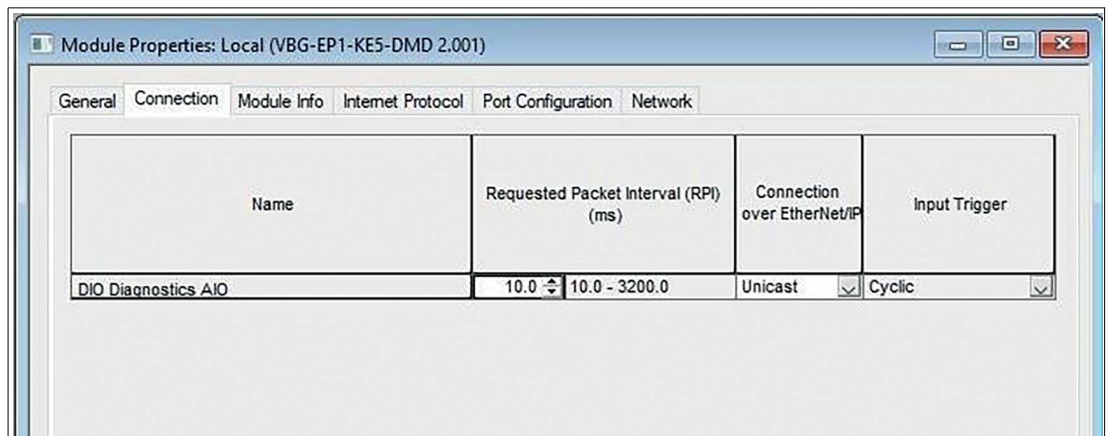 Module Properties: Local (VBG-EP1-KE5-DMD 2.001)
General Connection Module Info Internet Protocol Port Configuration Network
Name
Requested Packet Interval (RPI)
(ms)
Connection
over EtherNet/IP
Input Trigger
DIO Diagnostics AIO 10.0 10.0 - 3200.0 Unicast Cyclic